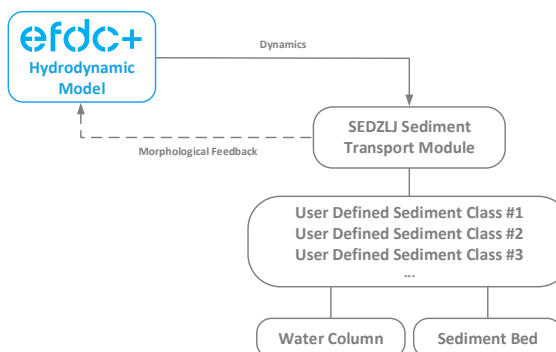 efdc+
Hydrodynamic
Model
Dynamics
SEDZLJ Sediment
Transport Module
Morphological Feedback
User Defined Sediment Class #1
User Defined Sediment Class #2
User Defined Sediment Class #3
...
Water Column
Sediment Bed